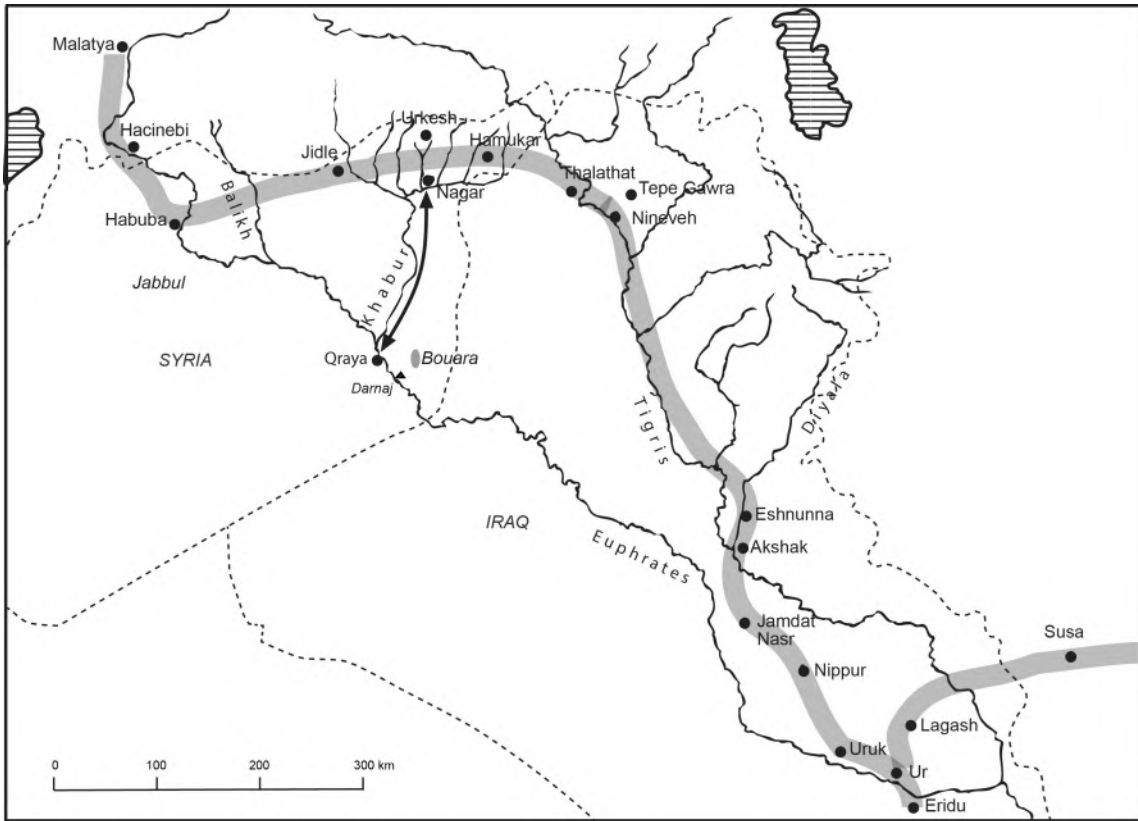 Malatya
Hacinebi
Urkesh
Hamukar
Jidle
Thalathat
Tepe Gawra
Nagar
Nineveh
Balikh
Habuba
Jabbul
Khabur
SYRIA
Qraya
Bouara
Darnaj
Tigris
Diyala
Eshnunna
IRAQ
Akshak
Euphrates
Jamdat
Nasr
Susa
Nippur
Lagash
Uruk
Ur
0 100 200 300 km
Eridu